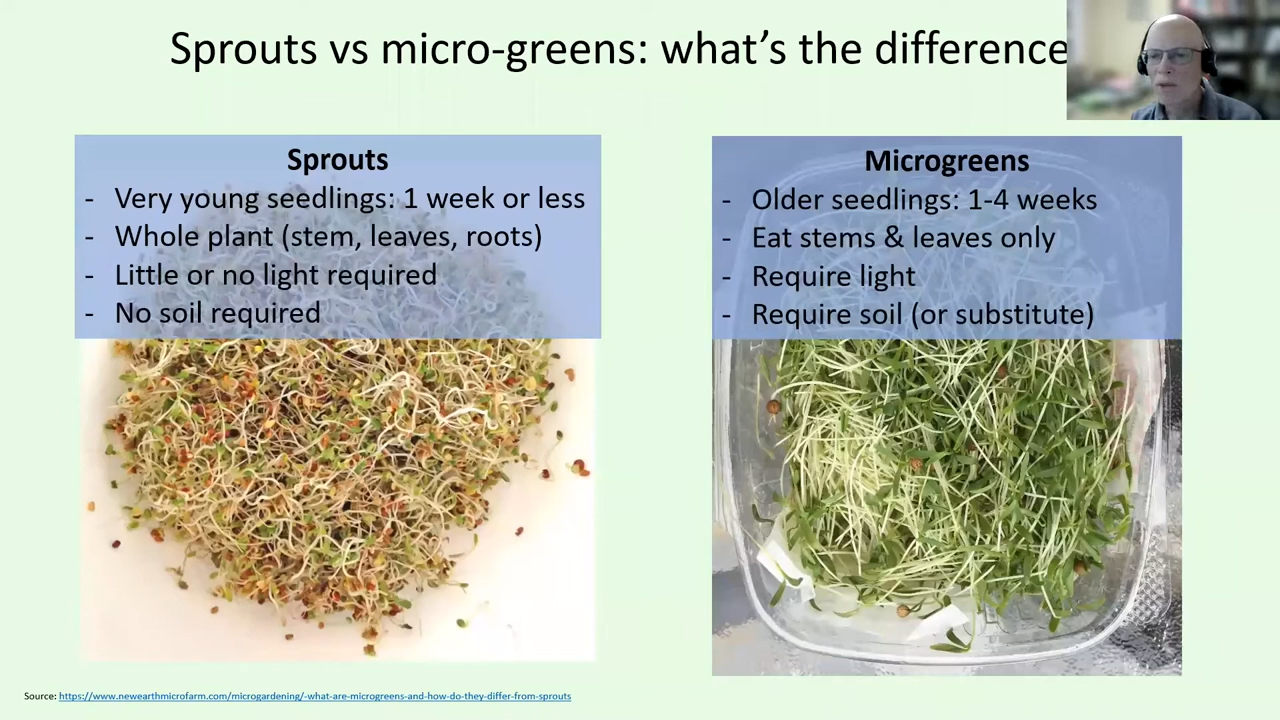 Sprouts vs micro-greens: what's the difference
Sprouts
- Very young seedlings: 1 week or less
- Whole plant (stem, leaves, roots)
- Little or no light required
- No soil required
Microgreens
- Older seedlings: 1-4 weeks
- Eat stems & leaves only
- Require light
- Require soil (or substitute)
Source: https://www.newearthmicrofarm.com/microgardening/-what-are-microgreens-and-how-do-they-differ-from-sprouts